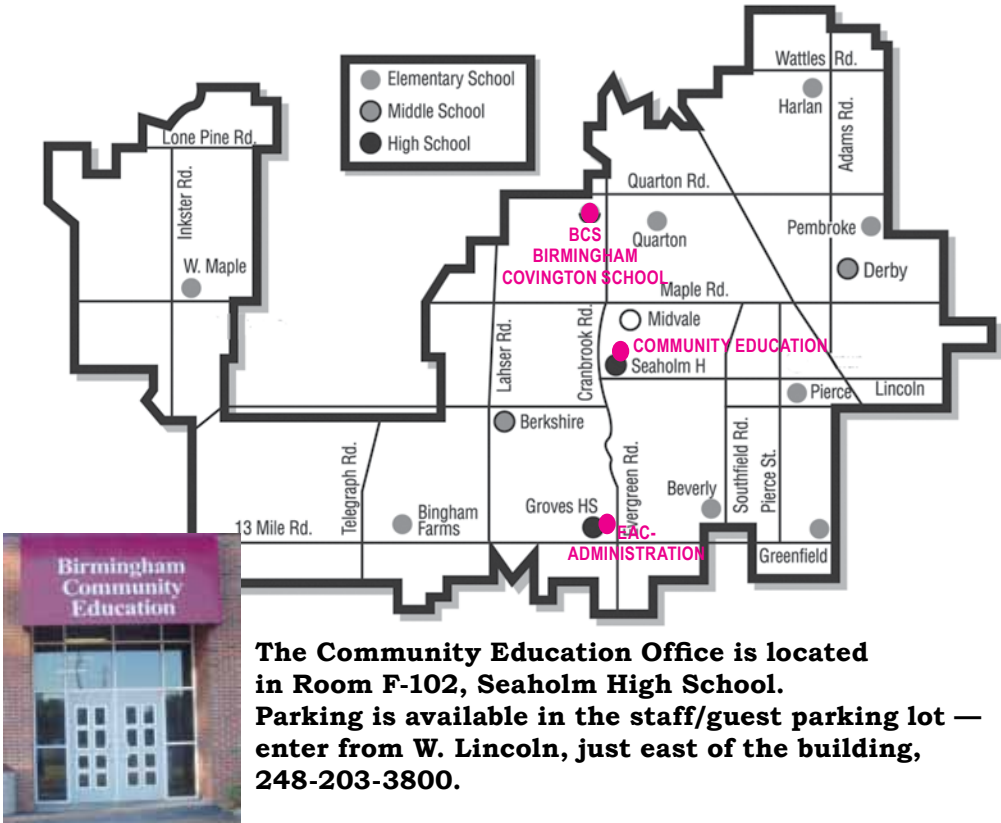 Wattles Rd.
Elementary School
Middle School
High School
Harlan
Adams Rd.
Lone Pine Rd.
Inkster Rd.
W. Maple
Quarton Rd.
BCS
BIRMINGHAM
COVINGTON SCHOOL
Quarton
Pembroke
Derby
Maple Rd.
Midvale
COMMUNITY EDUCATION
Seaholm H
Lahser Rd.
Cranbrook Rd.
Pierce
Lincoln
Berkshire
Telegraph Rd.
Evergreen Rd.
Southfield Rd.
Pierce St.
Beverly
Bingham
Farms
Groves HS
13 Mile Rd.
EAC-
ADMINISTRATION
Greenfield
Birmingham
Community
Education
The Community Education Office is located
in Room F-102, Seaholm High School.
Parking is available in the staff/guest parking lot —
enter from W. Lincoln, just east of the building,
248-203-3800.